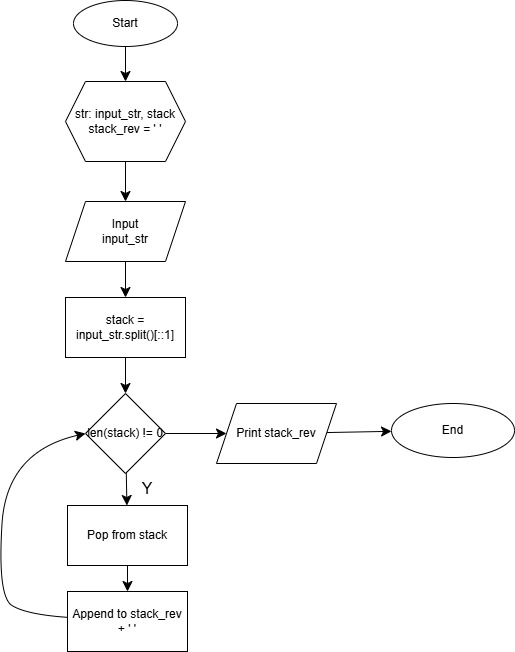 Start
str: input_str, stack
stack_rev = ' '
Input
input_str
stack =
input_str.split()[::1]
len(stack) != 0
Print stack_rev
End
Y
Pop from stack
Append to stack_rev
+ ' '